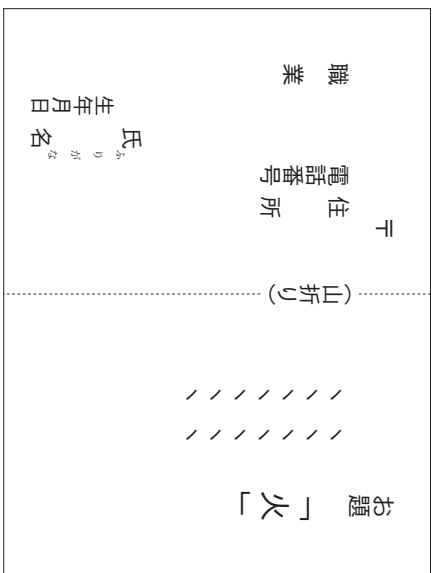 お題 「火」
(山折り)
〒
住所
電話番号
ふりがな
氏名
生年月日
職業